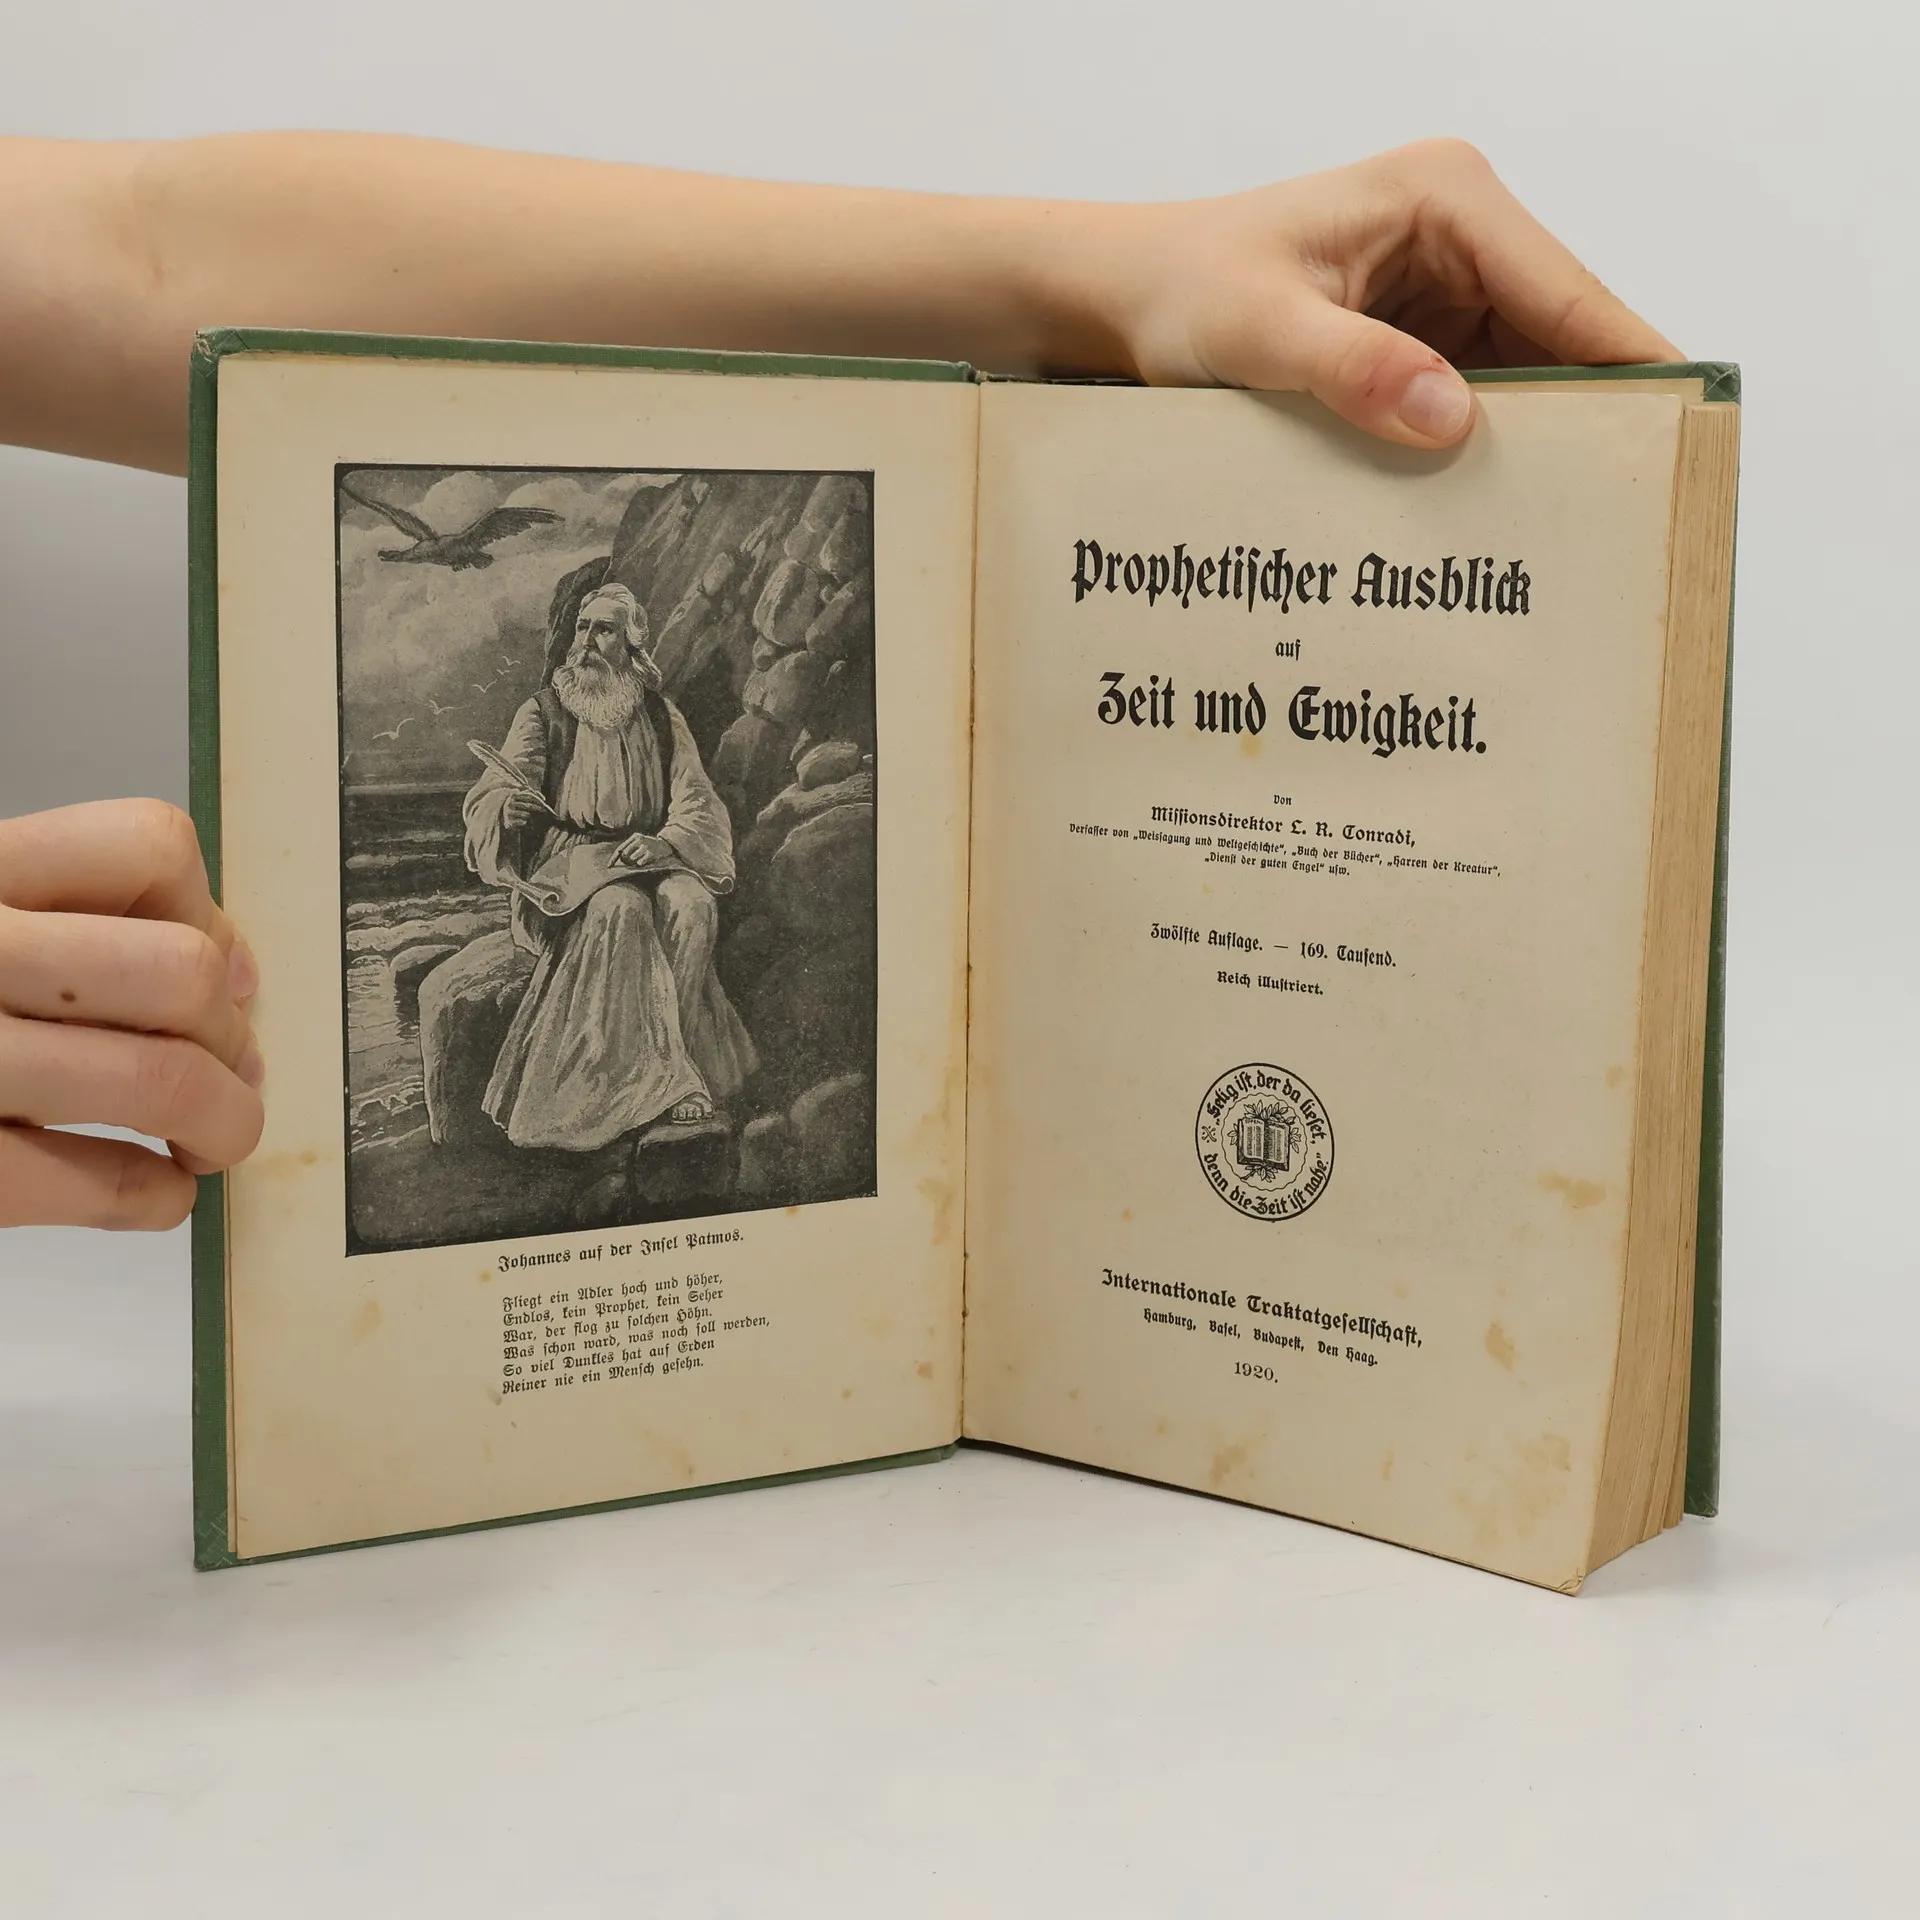 Johannes auf der Insel Patmos.
Fliegt ein Adler hoch und höher,
Endlos, kein Prophet, kein Seher
War, der flog zu solchen Höhn.
Was schon ward, was noch soll werden,
So viel Dunkles hat auf Erden
Reiner nie ein Mensch gesehn.
Prophetischer Ausblick
auf
Zeit und Ewigkeit.
von
Missionsdirektor L. R. Conradi,
Verfasser von „Weissagung und Weltgeschichte“, „Buch der Bücher“, „Harren der Kreatur“,
„Dienst der guten Engel“ usw.
Zwölfte Auflage. — 169. Tausend.
Reich illustriert.
„Selig ist, der da lieset,
denn die Zeit ist nahe.“
Internationale Traktatgesellschaft,
Hamburg, Basel, Budapest, Den Haag.
1920.